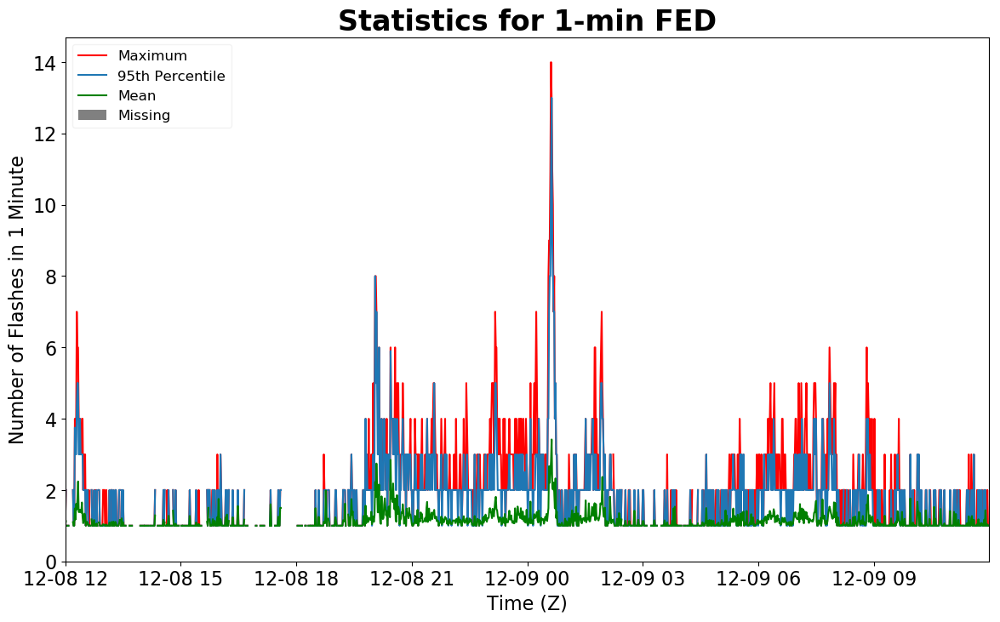 Statistics for 1-min FED
Maximum
95th Percentile
Mean
Missing
Number of Flashes in 1 Minute
14
12
10
8
6
4
2
0
12-08 12
12-08 15
12-08 18
12-08 21
12-09 00
12-09 03
12-09 06
12-09 09
Time (Z)